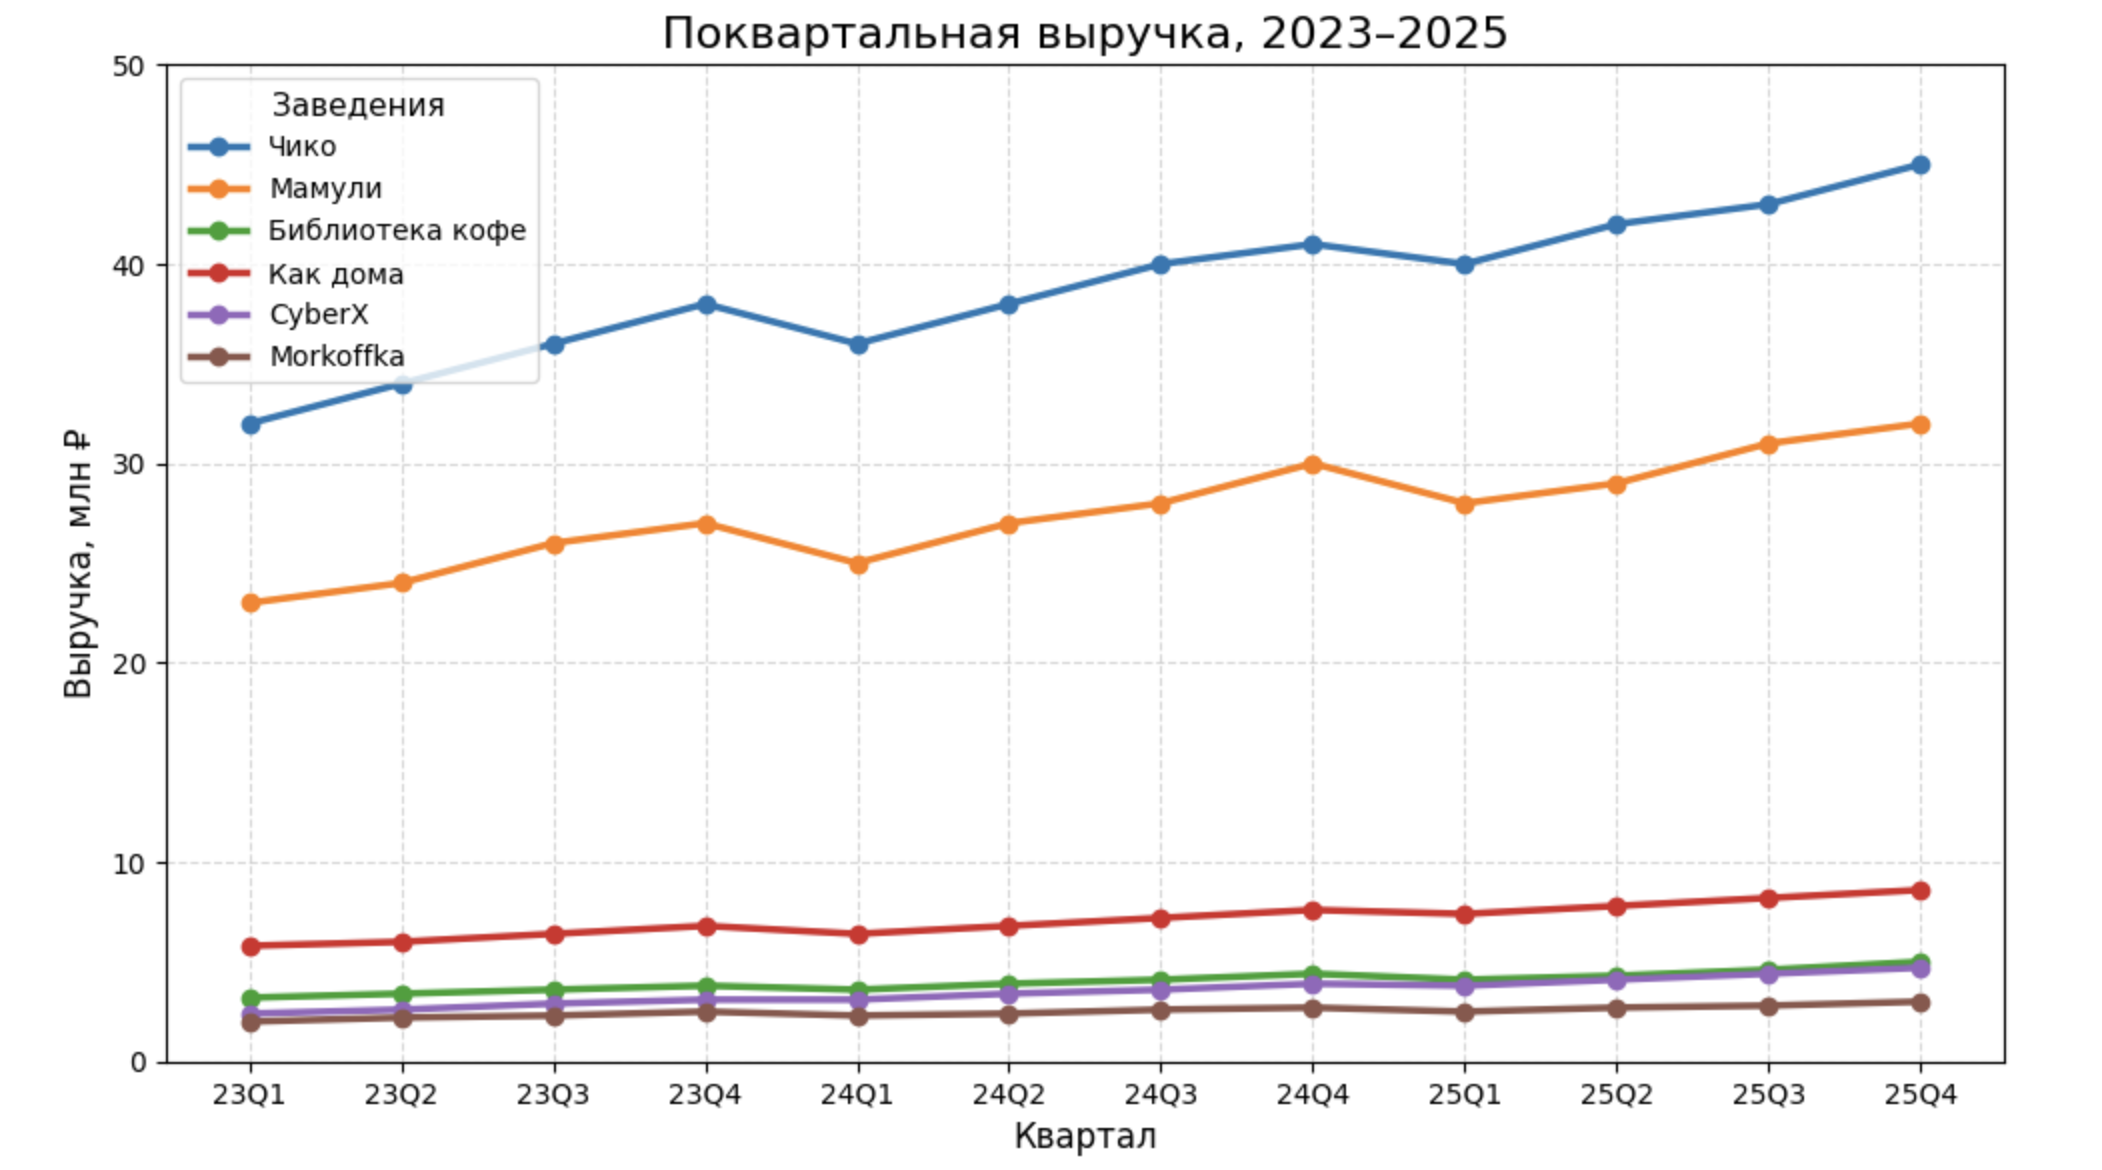 Поквартальная выручка, 2023–2025
Заведения
Чико
Мамули
Библиотека кофе
Как дома
CyberX
Morkoffka
Выручка, млн ₽
50
40
30
20
10
0
23Q1 23Q2 23Q3 23Q4 24Q1 24Q2 24Q3 24Q4 25Q1 25Q2 25Q3 25Q4
Квартал